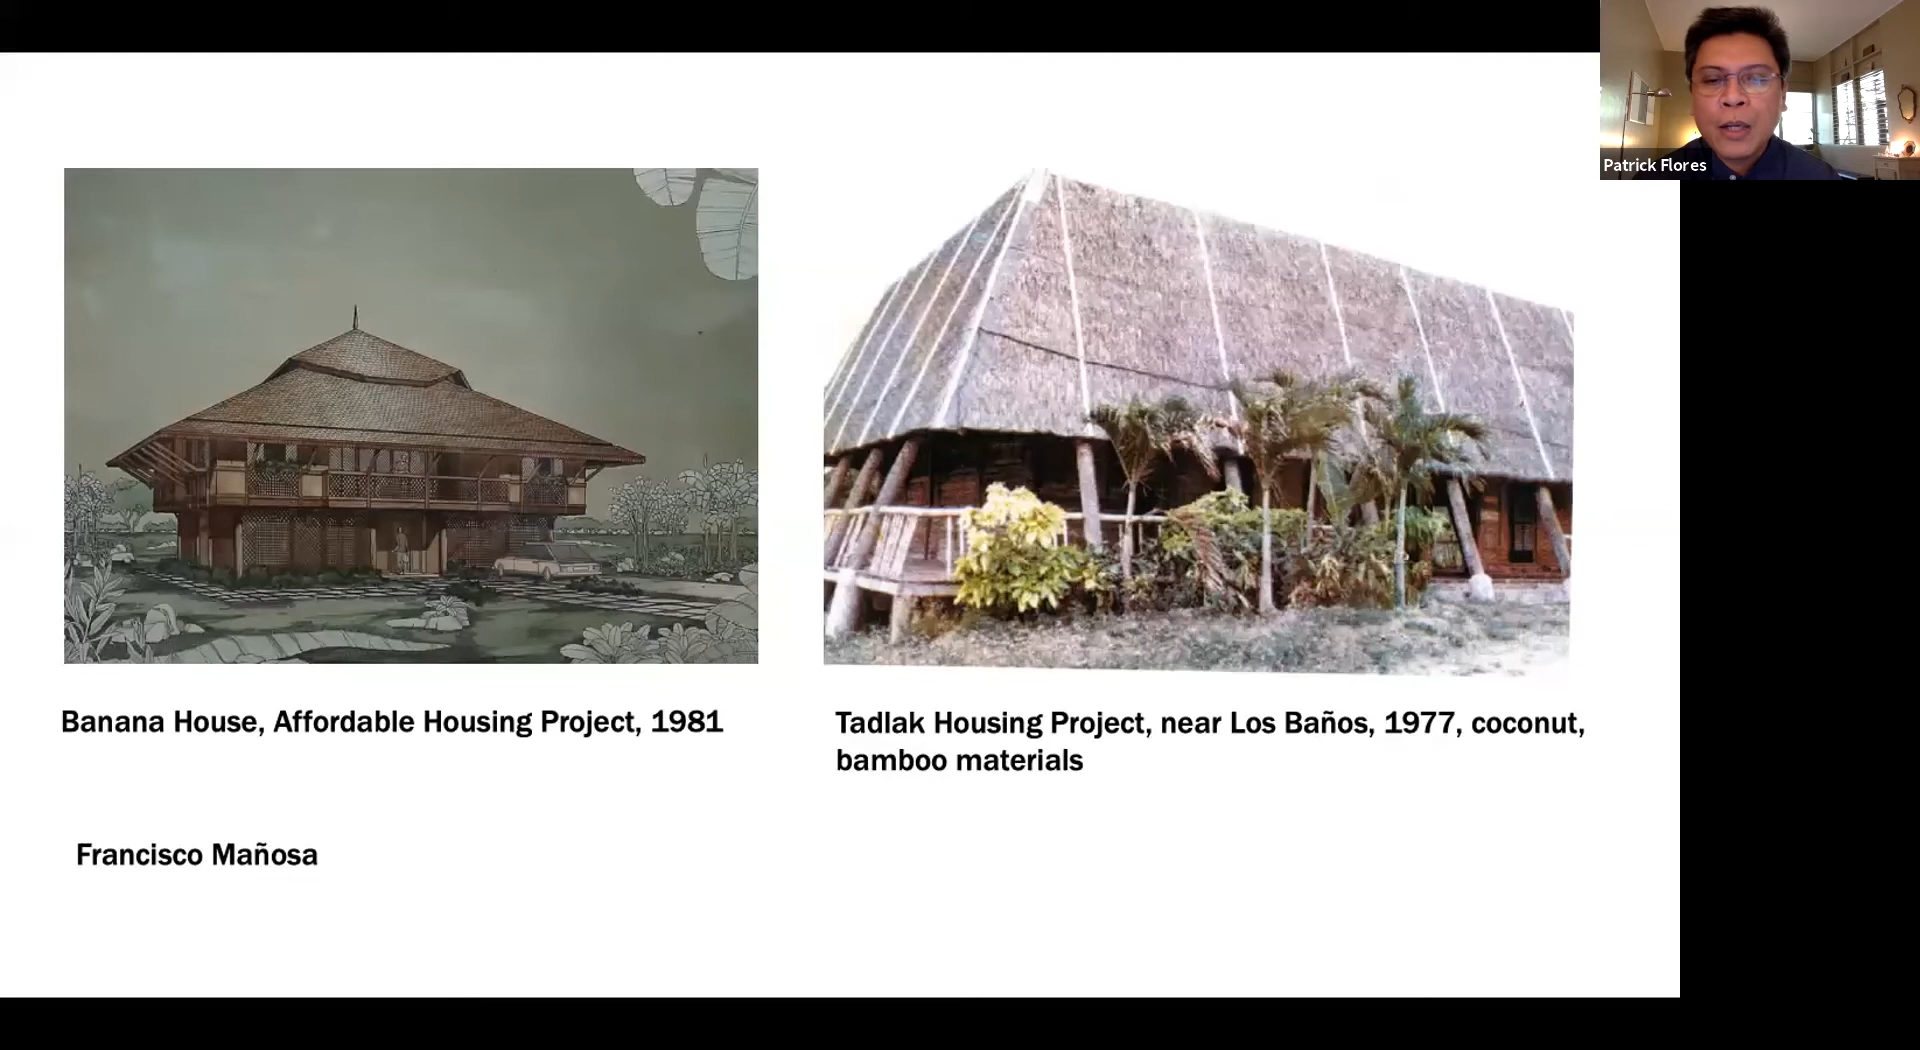 Patrick Flores
Banana House, Affordable Housing Project, 1981
Tadlak Housing Project, near Los Baños, 1977, coconut,
bamboo materials
Francisco Mañosa